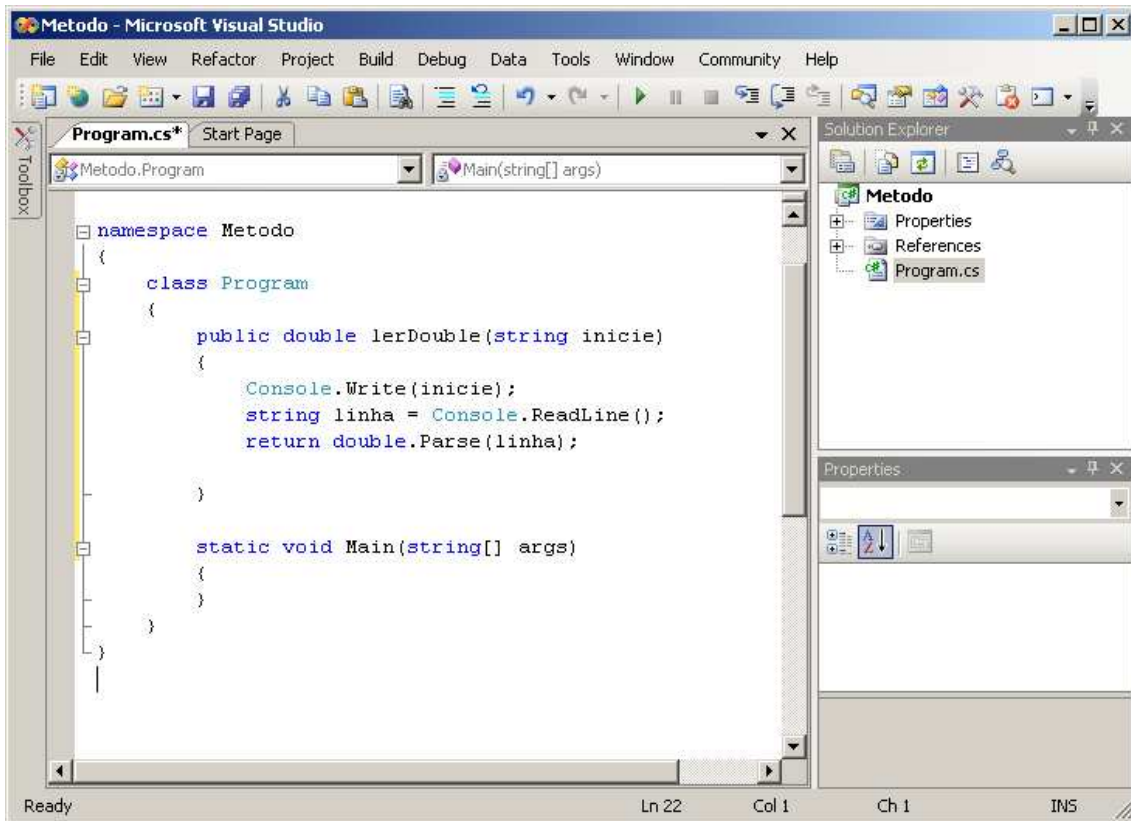 Metodo - Microsoft Visual Studio
File Edit View Refactor Project Build Debug Data Tools Window Community Help
Toolbox
Program.cs* Start Page
Metodo.Program Main(string[] args)
namespace Metodo
{
class Program
{
public double lerDouble(string inicie)
{
Console.Write(inicie);
string linha = Console.ReadLine();
return double.Parse(linha);
}
static void Main(string[] args)
{
}
}
}
Solution Explorer
Metodo
Properties
References
Program.cs
Properties
Ready Ln 22 Col 1 Ch 1 INS